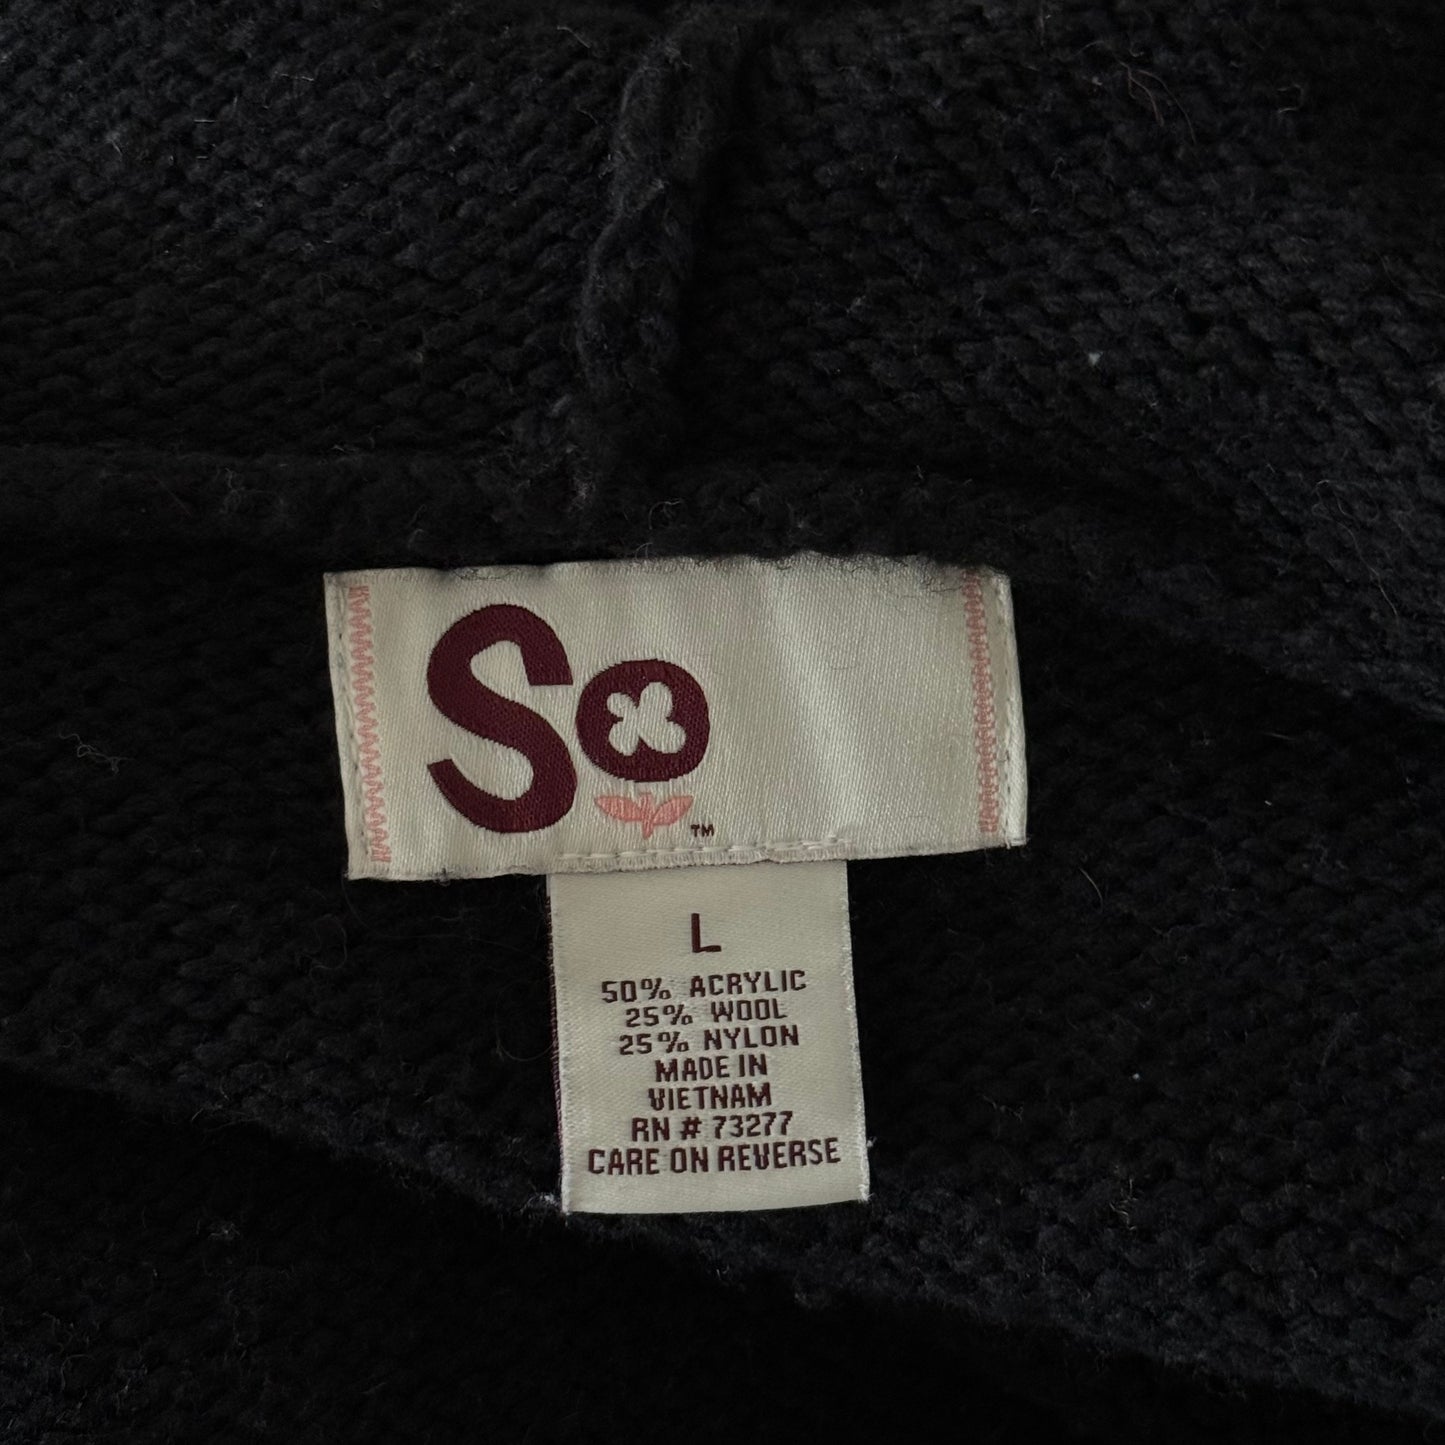 So
TM
L
50% ACRYLIC
25% WOOL
25% NYLON
MADE IN
VIETNAM
RN # 73277
CARE ON REVERSE